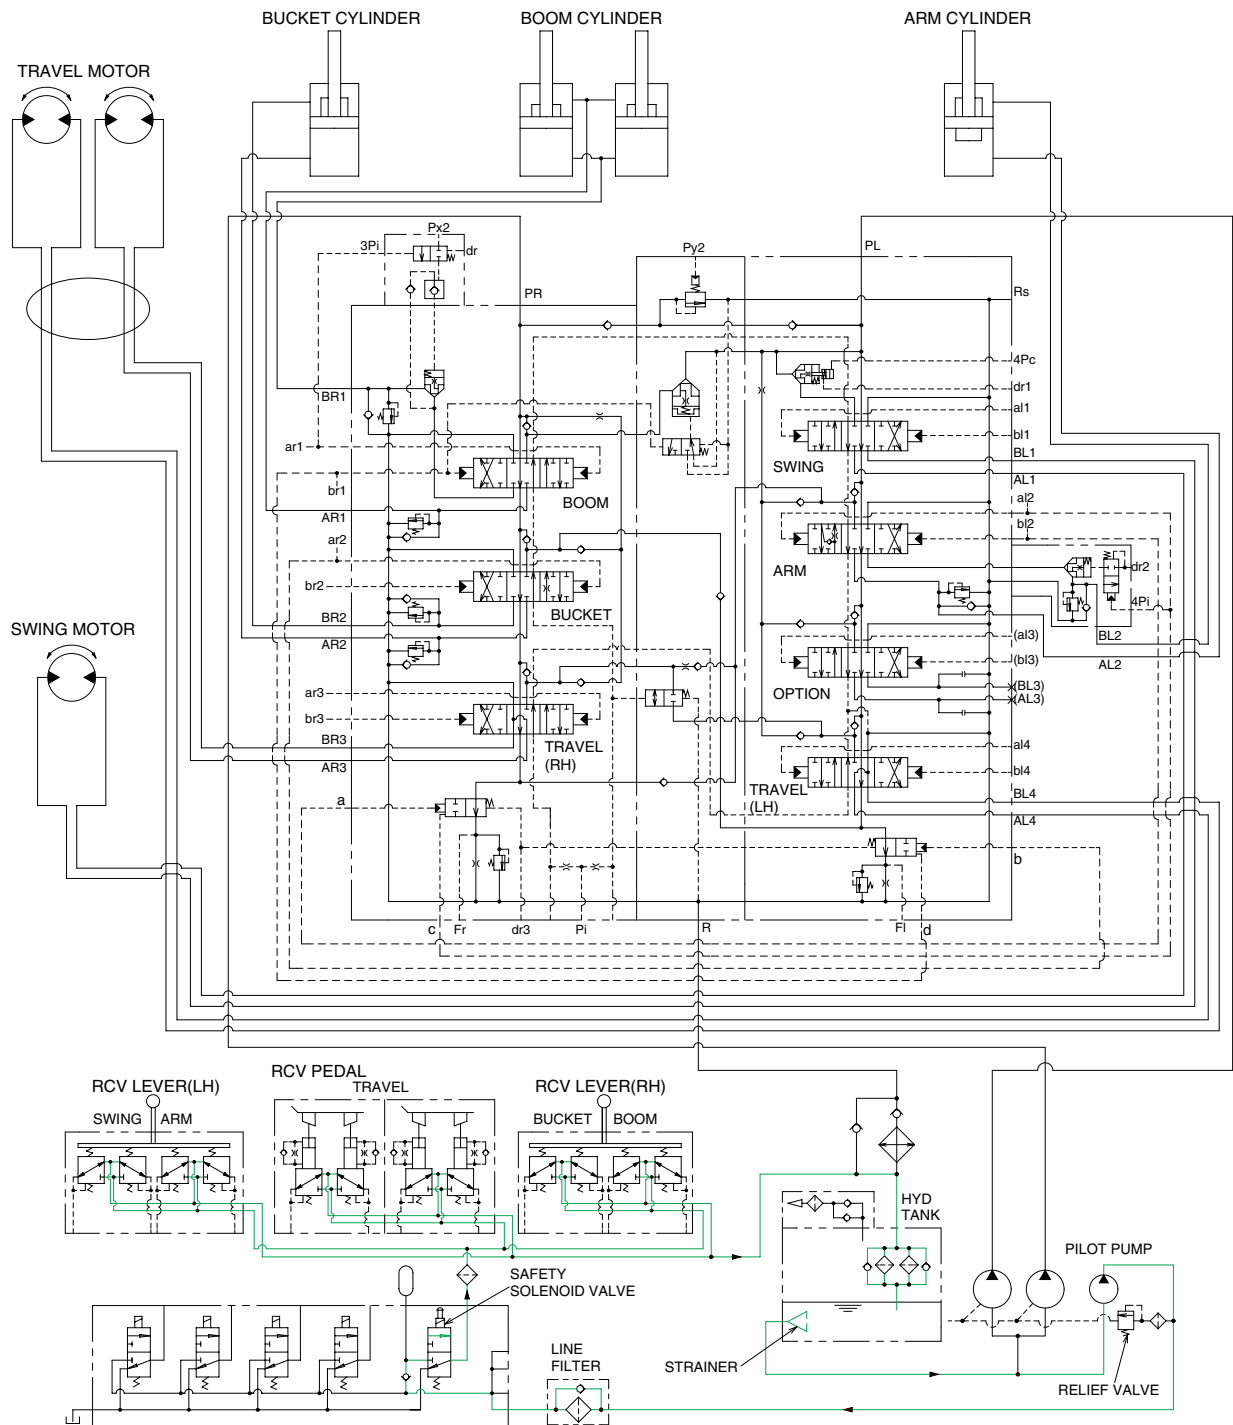 BUCKET CYLINDER
BOOM CYLINDER
ARM CYLINDER
TRAVEL MOTOR
Px2
3Pi
dr
Py2
PL
PR
Rs
4Pc
dr1
BR1
al1
ar1
bl1
BL1
SWING
AL1
br1
BOOM
al2
AR1
bl2
ar2
ARM
dr2
br2
4Pi
BUCKET
BR2
SWING MOTOR
(al3)
BL2
AR2
(bl3)
AL2
OPTION
(BL3)
ar3
(AL3)
br3
BR3
TRAVEL
(RH)
al4
AR3
bl4
TRAVEL
(LH)
BL4
a
AL4
b
c
Fr
dr3
Pi
R
Fl
d
RCV LEVER(LH)
RCV PEDAL
TRAVEL
RCV LEVER(RH)
SWING
ARM
BUCKET
BOOM
HYD
TANK
PILOT PUMP
SAFETY
SOLENOID VALVE
LINE
FILTER
STRAINER
RELIEF VALVE